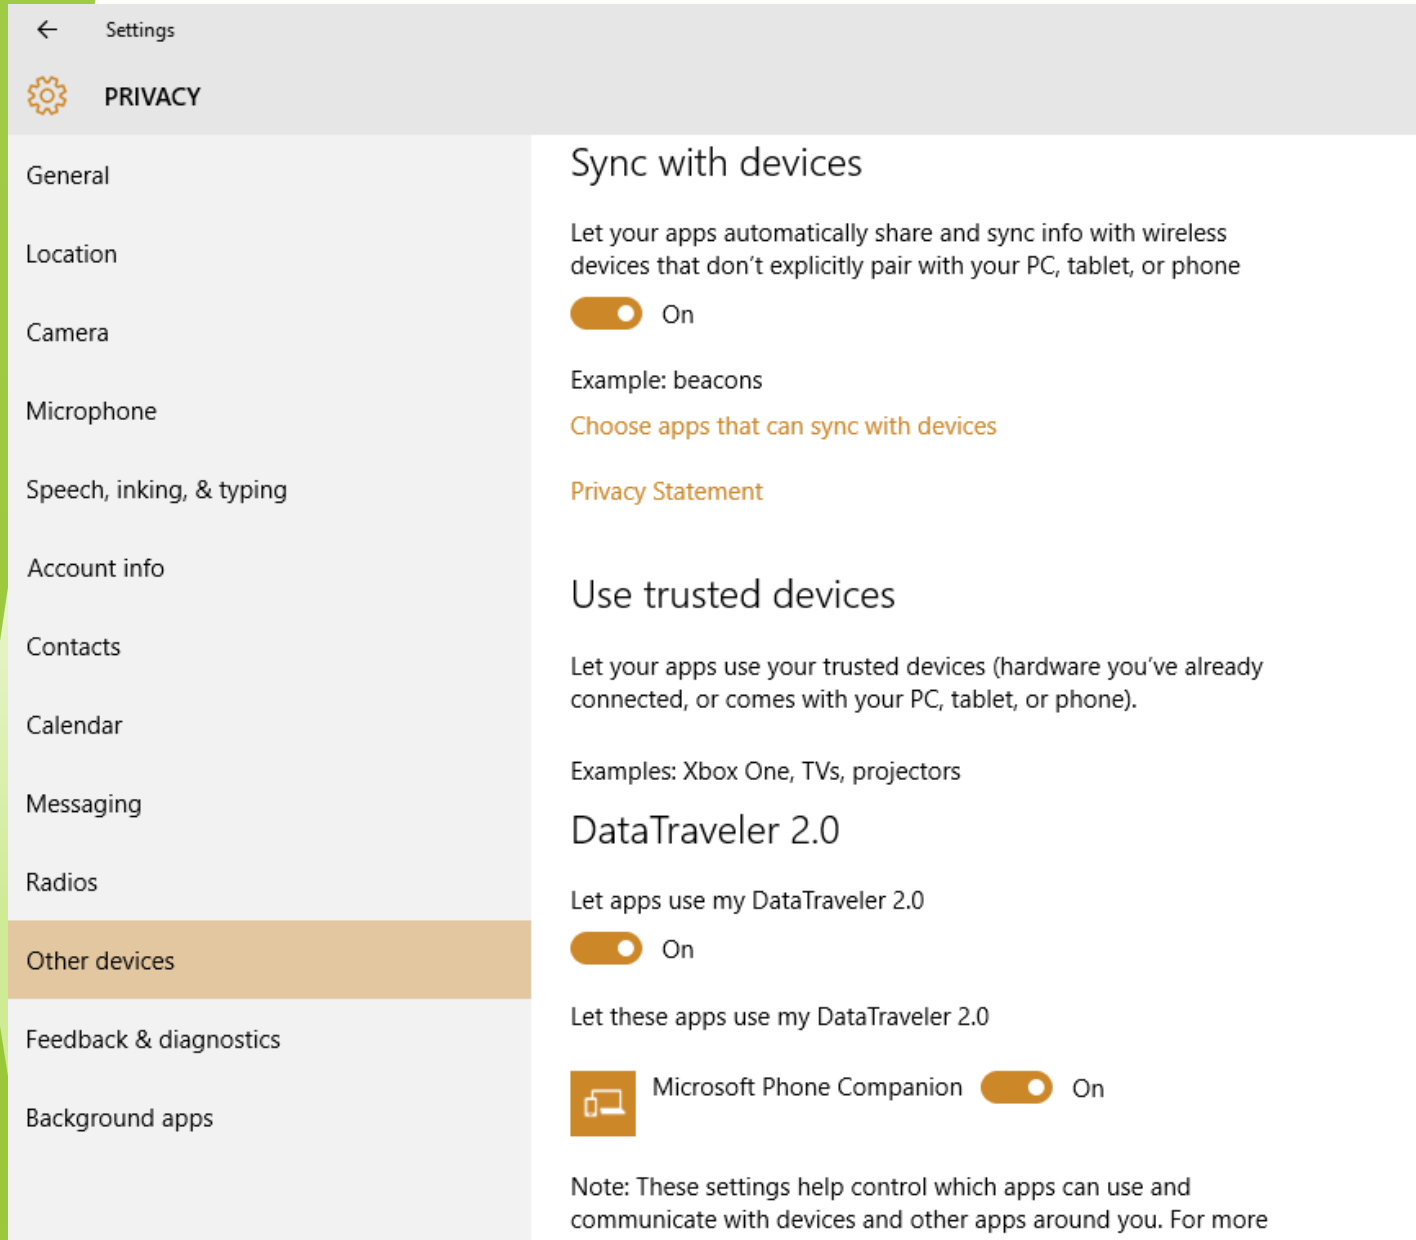 Settings
PRIVACY
General
Location
Camera
Microphone
Speech, inking, & typing
Account info
Contacts
Calendar
Messaging
Radios
Other devices
Feedback & diagnostics
Background apps
Sync with devices
Let your apps automatically share and sync info with wireless
devices that don't explicitly pair with your PC, tablet, or phone
On
Example: beacons
Choose apps that can sync with devices
Privacy Statement
Use trusted devices
Let your apps use your trusted devices (hardware you've already
connected, or comes with your PC, tablet, or phone).
Examples: Xbox One, TVs, projectors
DataTraveler 2.0
Let apps use my DataTraveler 2.0
On
Let these apps use my DataTraveler 2.0
Microsoft Phone Companion On
Note: These settings help control which apps can use and
communicate with devices and other apps around you. For more